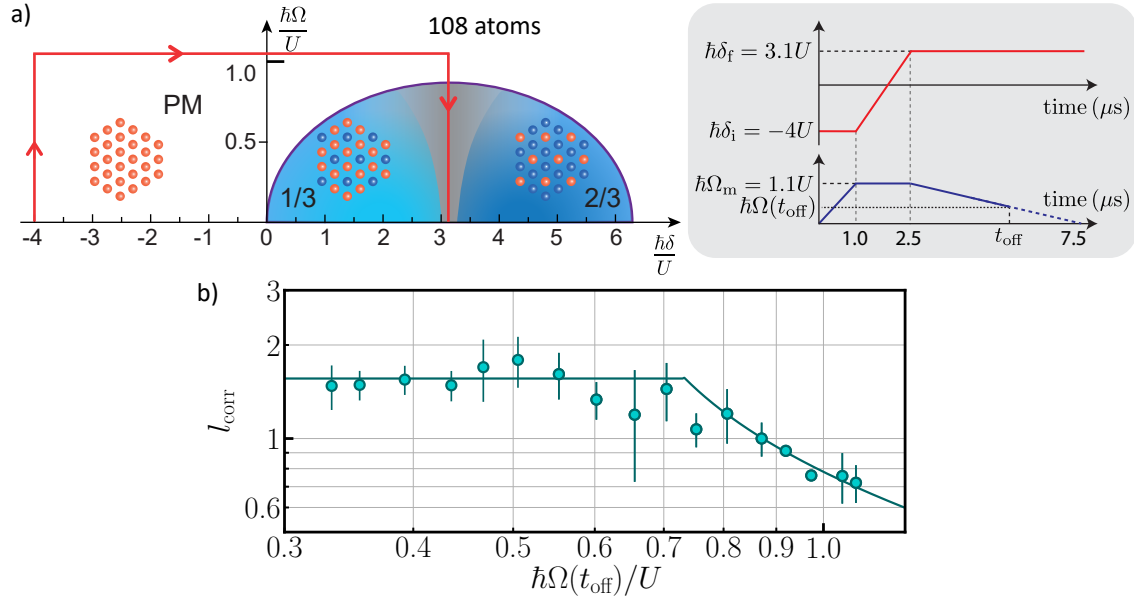 a)
ħΩ
U
108 atoms
1.0
PM
0.5
1/3
2/3
-4
-3
-2
-1
0
1
2
3
4
5
6
ħδ
U
ħδf = 3.1U
time (μs)
ħδi = −4U
ħΩm = 1.1U
ħΩ(toff)
time (μs)
1.0
2.5
toff
7.5
b)
3
2
1
0.6
lcorr
0.3
0.4
0.5
0.6
0.7
0.8
0.9
1.0
ħΩ(toff)/U